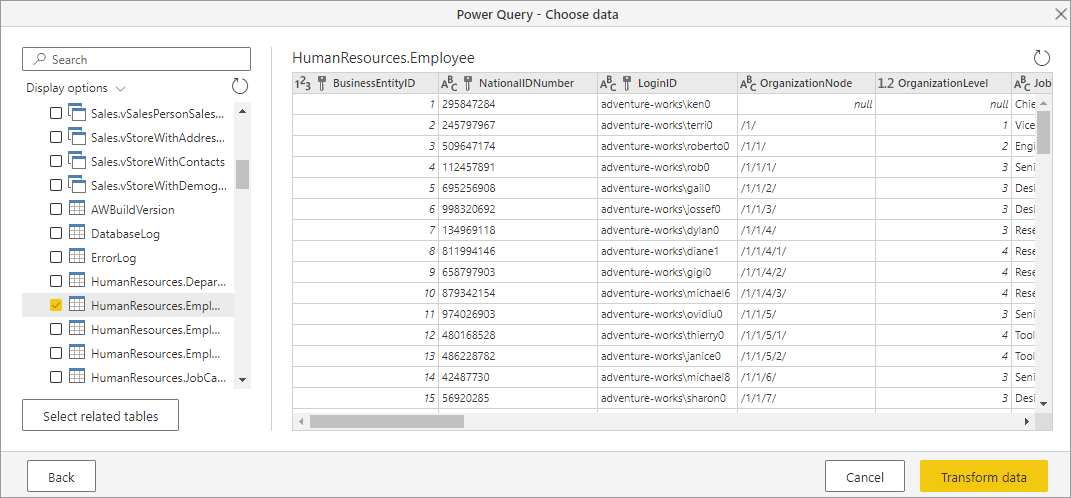 Power Query - Choose data
Search
Display options
Sales.vSalesPersonSales...
Sales.vStoreWithAddre...
Sales.vStoreWithContacts
Sales.vStoreWithDemog...
AWBuildVersion
DatabaseLog
ErrorLog
HumanResources.Depar...
HumanResources.Empl...
HumanResources.Empl...
HumanResources.Empl...
HumanResources.JobCa...
Select related tables
HumanResources.Employee
1 2 3 BusinessEntityID A B C NationalIDNumber A B C LoginID A B C OrganizationNode 1.2 OrganizationLevel A B C Job
1 295847284 adventure-works\ken0 null null Chie
2 245797967 adventure-works\terri0 /1/ 1 Vice
3 509647174 adventure-works\roberto0 /1/1/ 2 Engi
4 112457891 adventure-works\rob0 /1/1/1/ 3 Seni
5 695256908 adventure-works\gail0 /1/1/2/ 3 Desi
6 998320692 adventure-works\jossef0 /1/1/3/ 3 Desi
7 134969118 adventure-works\dylan0 /1/1/4/ 3 Rese
8 811994146 adventure-works\diane1 /1/1/4/1/ 4 Rese
9 658797903 adventure-works\gigi0 /1/1/4/2/ 4 Rese
10 879342154 adventure-works\michael6 /1/1/4/3/ 4 Rese
11 974026903 adventure-works\ovidiu0 /1/1/5/ 3 Seni
12 480168528 adventure-works\thierry0 /1/1/5/1/ 4 Tool
13 486228782 adventure-works\janice0 /1/1/5/2/ 4 Tool
14 42487730 adventure-works\michael8 /1/1/6/ 3 Seni
15 56920285 adventure-works\sharon0 /1/1/7/ 3 Desi
Back
Cancel
Transform data